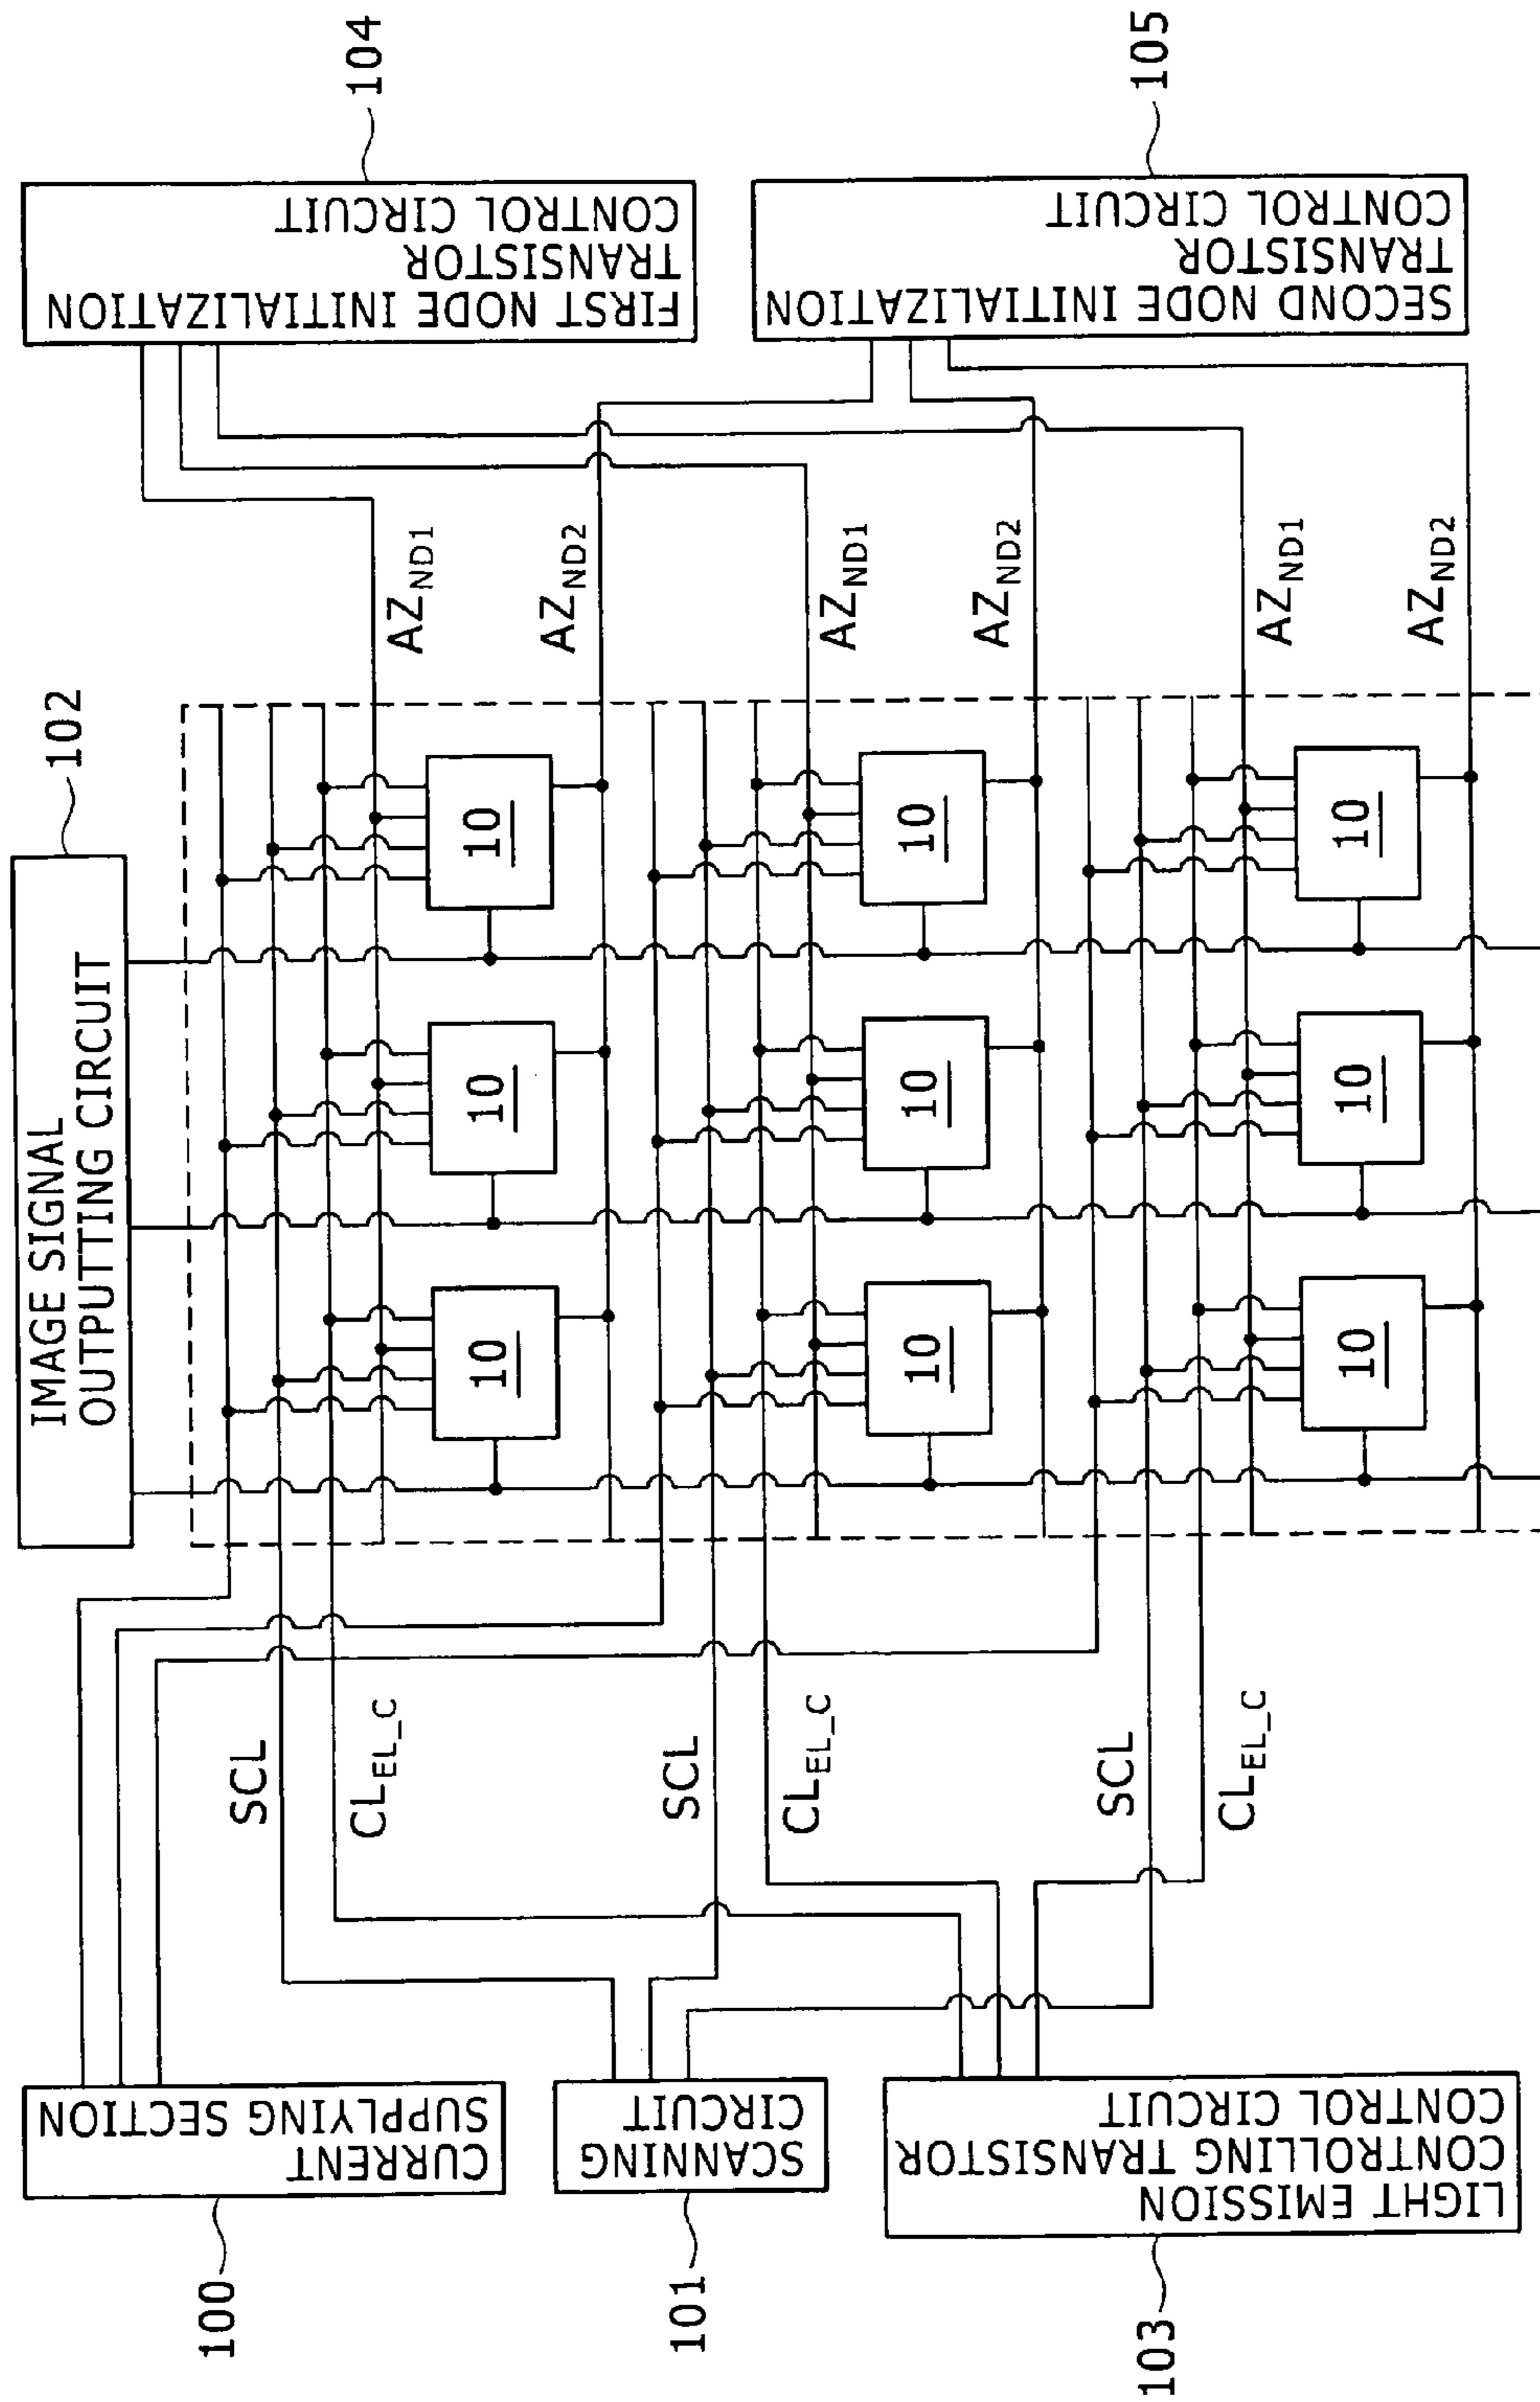 104
105
FIRST NODE INITIALIZATION
TRANSISTOR
CONTROL CIRCUIT
SECOND NODE INITIALIZATION
TRANSISTOR
CONTROL CIRCUIT
102
IMAGE SIGNAL
OUTPUTTING CIRCUIT
AZND1
AZND2
AZND1
AZND2
AZND1
AZND2
10
10
10
10
10
10
10
10
10
SCL
CLEL_C
SCL
CLEL_C
SCL
CLEL_C
CURRENT
SUPPLYING SECTION
SCANNING
CIRCUIT
LIGHT EMISSION
CONTROLLING TRANSISTOR
CONTROL CIRCUIT
100
101
103